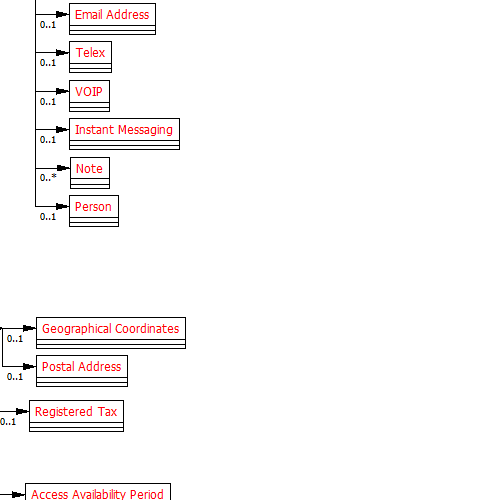 Email Address
0..1
Telex
0..1
VOIP
0..1
Instant Messaging
0..1
Note
0..*
Person
0..1
Geographical Coordinates
0..1
Postal Address
0..1
Registered Tax
0..1
Access Availability Period